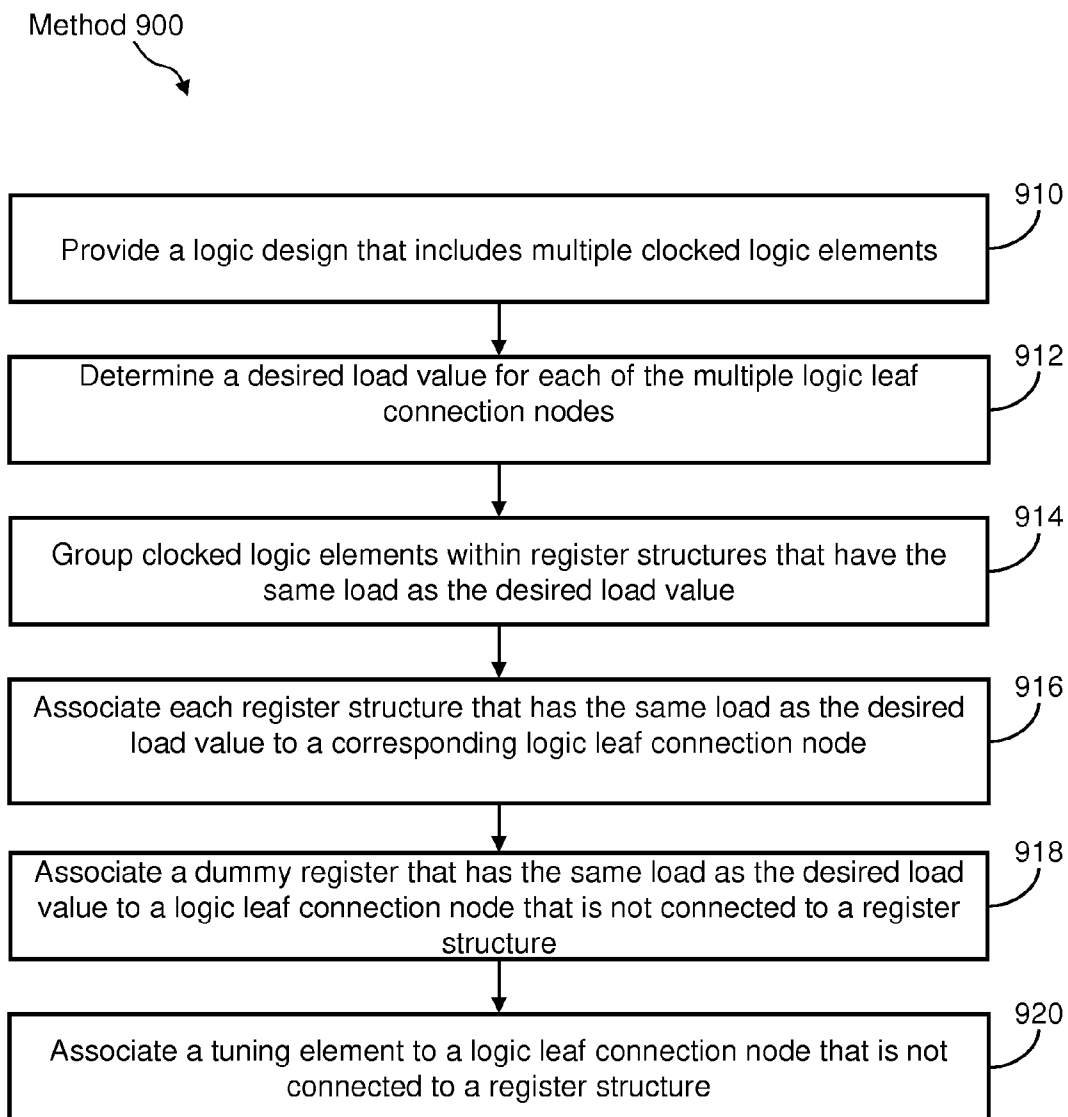 Method 900
910
Provide a logic design that includes multiple clocked logic elements
912
Determine a desired load value for each of the multiple logic leaf
connection nodes
914
Group clocked logic elements within register structures that have the
same load as the desired load value
916
Associate each register structure that has the same load as the desired
load value to a corresponding logic leaf connection node
918
Associate a dummy register that has the same load as the desired load
value to a logic leaf connection node that is not connected to a register
structure
920
Associate a tuning element to a logic leaf connection node that is not
connected to a register structure